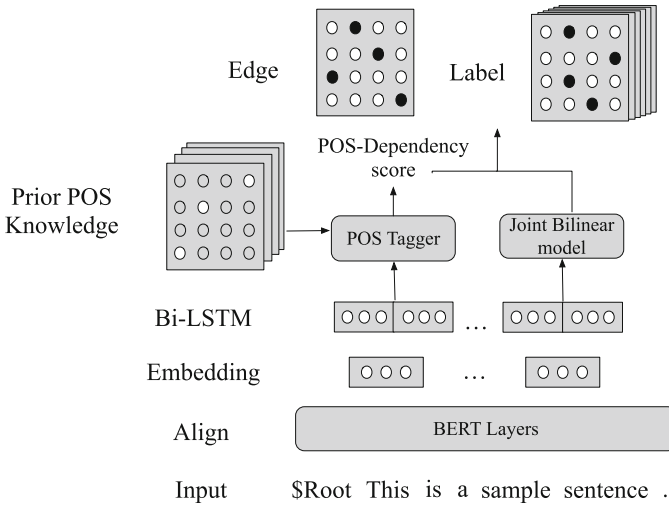 Edge
Label
POS-Dependency
score
Prior POS
Knowledge
POS Tagger
Joint Bilinear
model
Bi-LSTM
...
Embedding
...
Align
BERT Layers
Input
$Root This is a sample sentence .